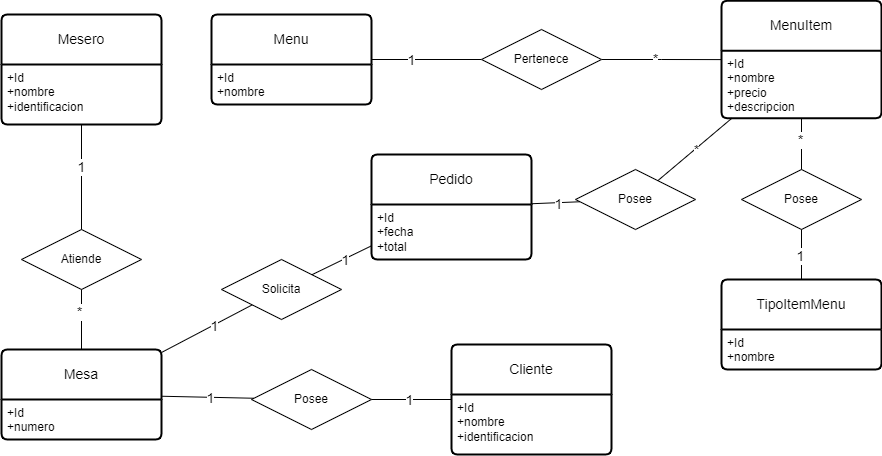 Mesero
+Id
+nombre
+identificacion
Menu
+Id
+nombre
1
Pertenece
*
MenuItem
+Id
+nombre
+precio
+descripcion
1
Atiende
*
Pedido
+Id
+fecha
+total
1
Posee
*
*
Posee
1
TipoItemMenu
+Id
+nombre
1
Solicita
1
Mesa
+Id
+numero
1
Posee
1
Cliente
+Id
+nombre
+identificacion